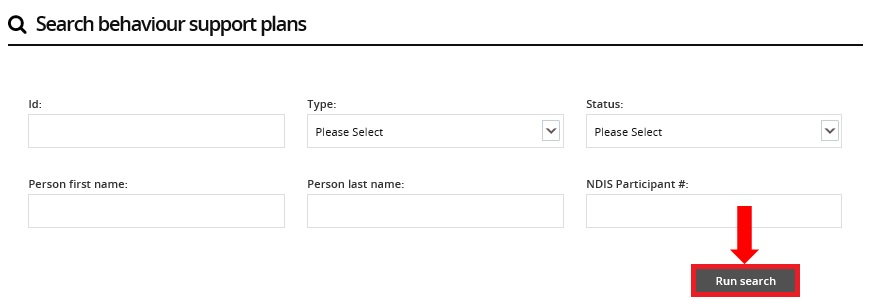 Search behaviour support plans
Id: Type: Status:
Please Select Please Select
Person first name: Person last name: NDIS Participant #:
Run search